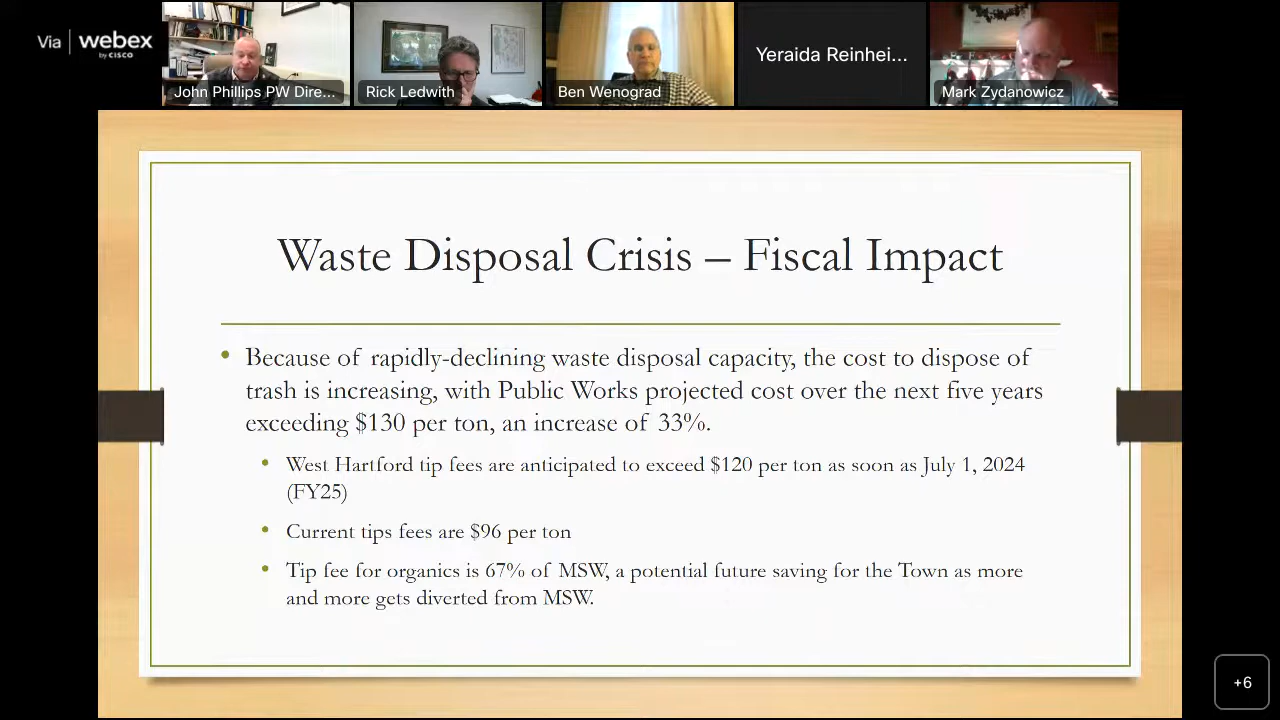 Via webex
by CISCO
John Phillips PW Dire...
Rick Ledwith
Ben Wenograd
Yeraida Reinhei...
Mark Zydanowicz
Waste Disposal Crisis – Fiscal Impact
• Because of rapidly-declining waste disposal capacity, the cost to dispose of
trash is increasing, with Public Works projected cost over the next five years
exceeding $130 per ton, an increase of 33%.
• West Hartford tip fees are anticipated to exceed $120 per ton as soon as July 1, 2024
(FY25)
• Current tips fees are $96 per ton
• Tip fee for organics is 67% of MSW, a potential future saving for the Town as more
and more gets diverted from MSW.
+6